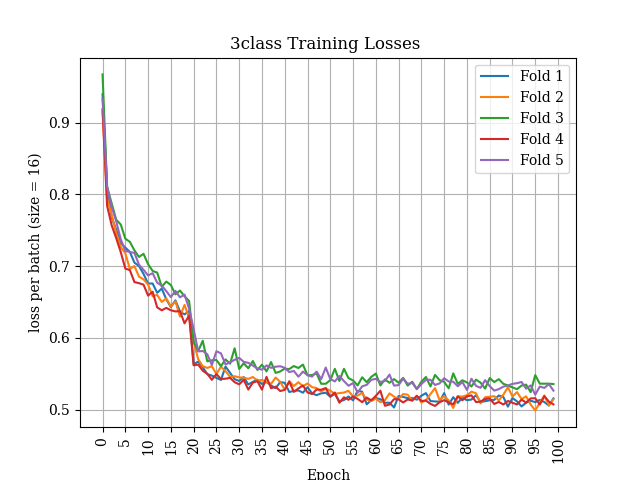 3class Training Losses
Fold 1
Fold 2
Fold 3
Fold 4
Fold 5
loss per batch (size = 16)
0.9
0.8
0.7
0.6
0.5
0 5 10 15 20 25 30 35 40 45 50 55 60 65 70 75 80 85 90 95 100
Epoch